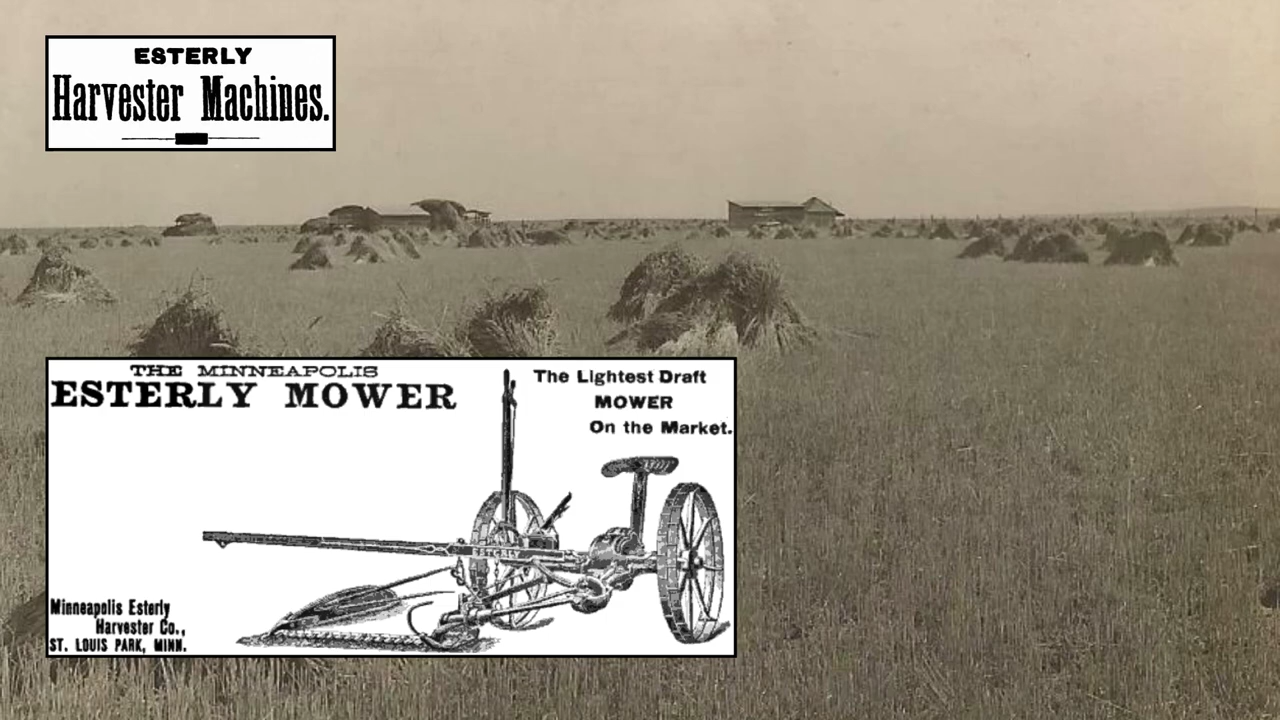 ESTERLY
Harvester Machines.
THE MINNEAPOLIS
ESTERLY MOWER
The Lightest Draft
MOWER
On the Market.
ESTERLY
Minneapolis Esterly
Harvester Co.,
ST. LOUIS PARK, MINN.